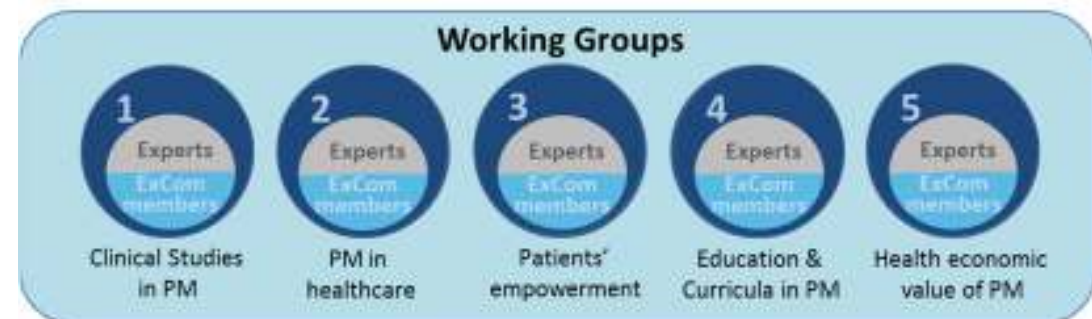 Working Groups
1
Experts
ExCom
members
Clinical Studies
in PM
2
Experts
ExCom
members
PM in
healthcare
3
Experts
ExCom
members
Patients'
empowerment
4
Experts
ExCom
members
Education &
Curricula in PM
5
Experts
ExCom
members
Health economic
value of PM